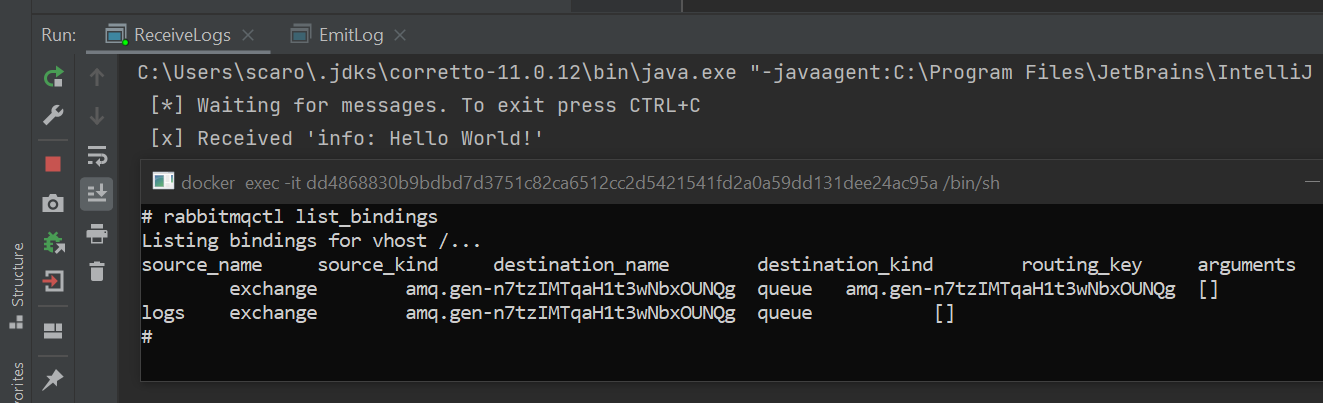 Run: ReceiveLogs EmitLog
C:\Users\scaro\.jdks\corretto-11.0.12\bin\java.exe "-javaagent:C:\Program Files\JetBrains\IntelliJ
[*] Waiting for messages. To exit press CTRL+C
[x] Received 'info: Hello World!'
docker exec -it dd4868830b9bdbd7d3751c82ca6512cc2d5421541fd2a0a59dd131dee24ac95a /bin/sh
# rabbitmqctl list_bindings
Listing bindings for vhost /...
source_name source_kind destination_name destination_kind routing_key arguments
exchange amq.gen-n7tzIMTqaH1t3wNbxOUNQg queue amq.gen-n7tzIMTqaH1t3wNbxOUNQg []
logs exchange amq.gen-n7tzIMTqaH1t3wNbxOUNQg queue []
#
Structure
vorites